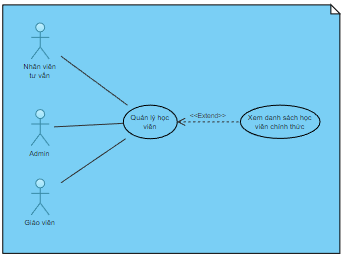 Nhân viên
tư vấn
Quản lý học
viên
<<Extend>>
Xem danh sách học
viên chính thức
Admin
Giáo viên